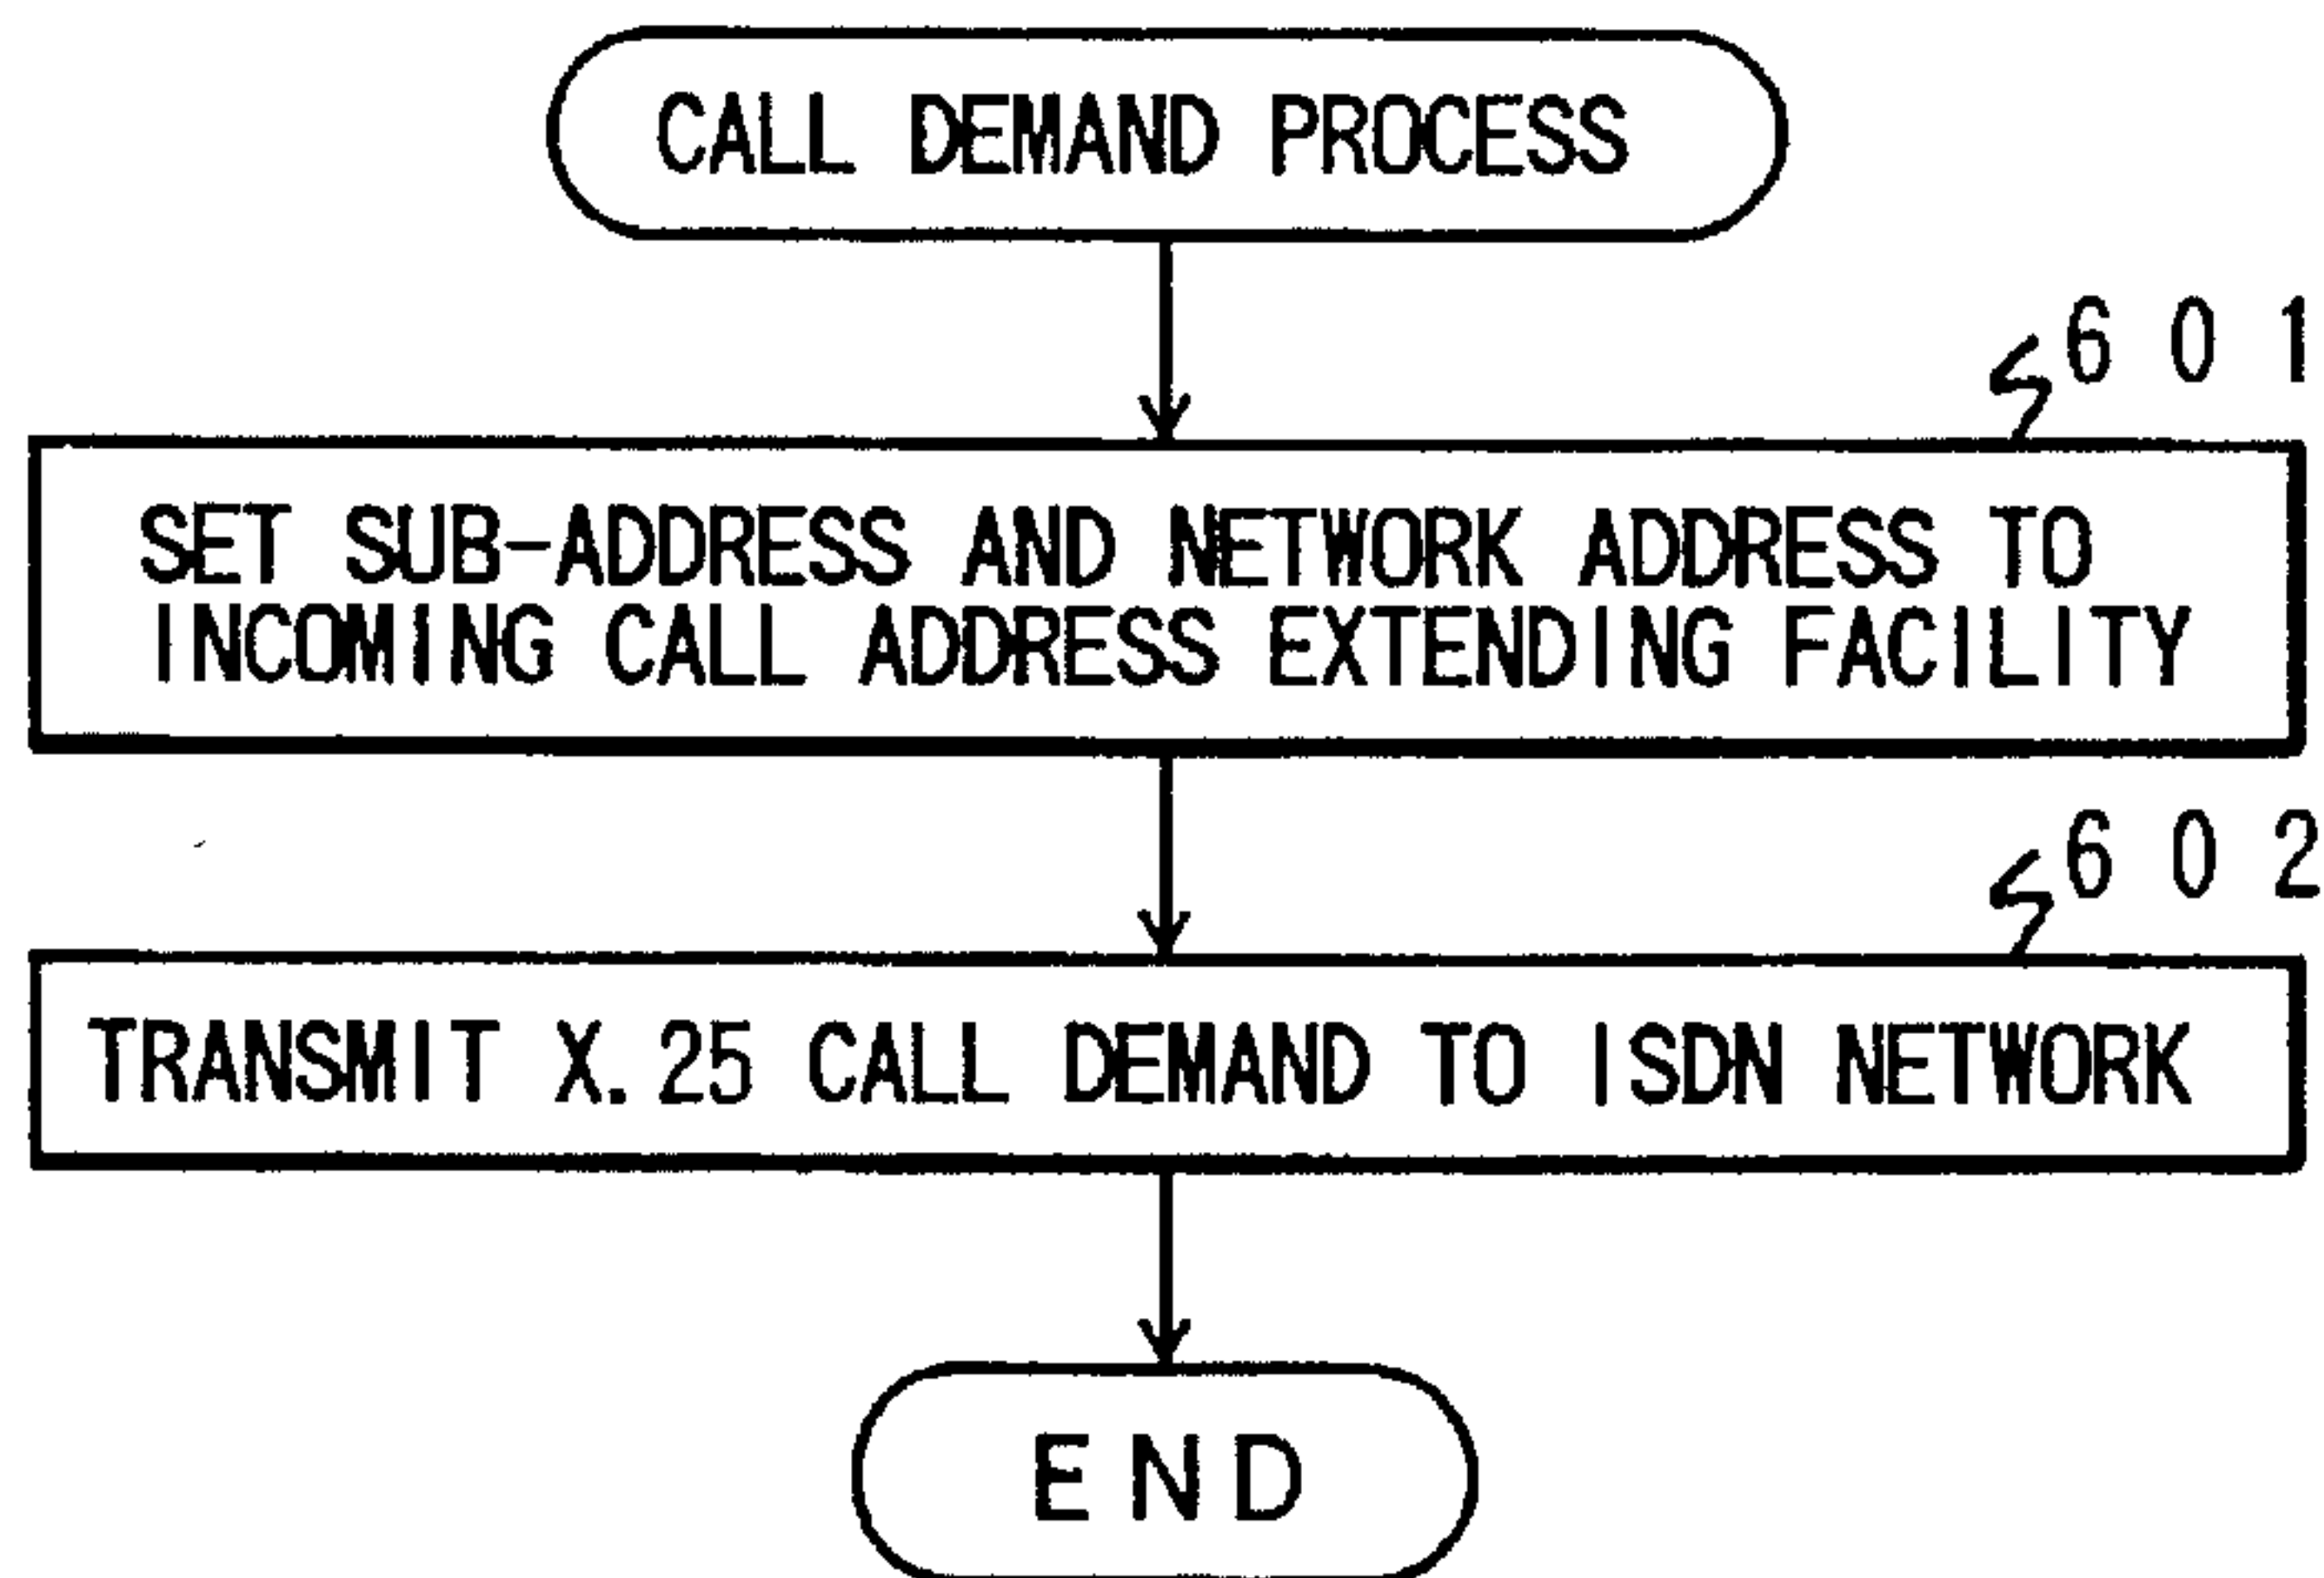 CALL DEMAND PROCESS
601
SET SUB-ADDRESS AND NETWORK ADDRESS TO
INCOMING CALL ADDRESS EXTENDING FACILITY
602
TRANSMIT X.25 CALL DEMAND TO ISDN NETWORK
END